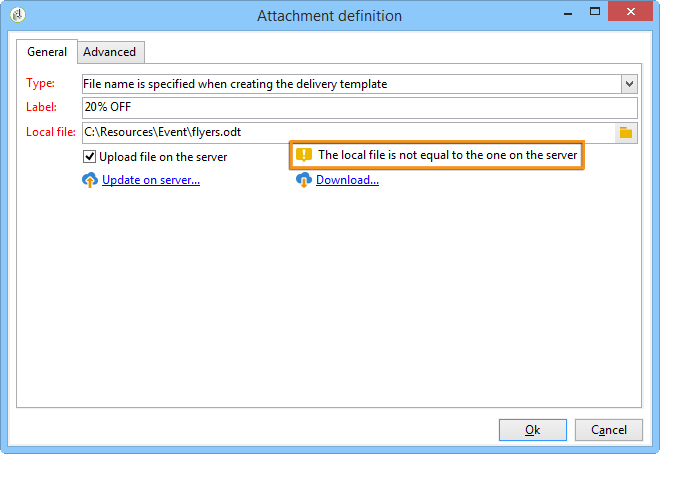 Attachment definition
General
Advanced
Type:
File name is specified when creating the delivery template
Label:
20% OFF
Local file:
C:\Resources\Event\flyers.odt
Upload file on the server
The local file is not equal to the one on the server
Update on server...
Download...
Ok
Cancel